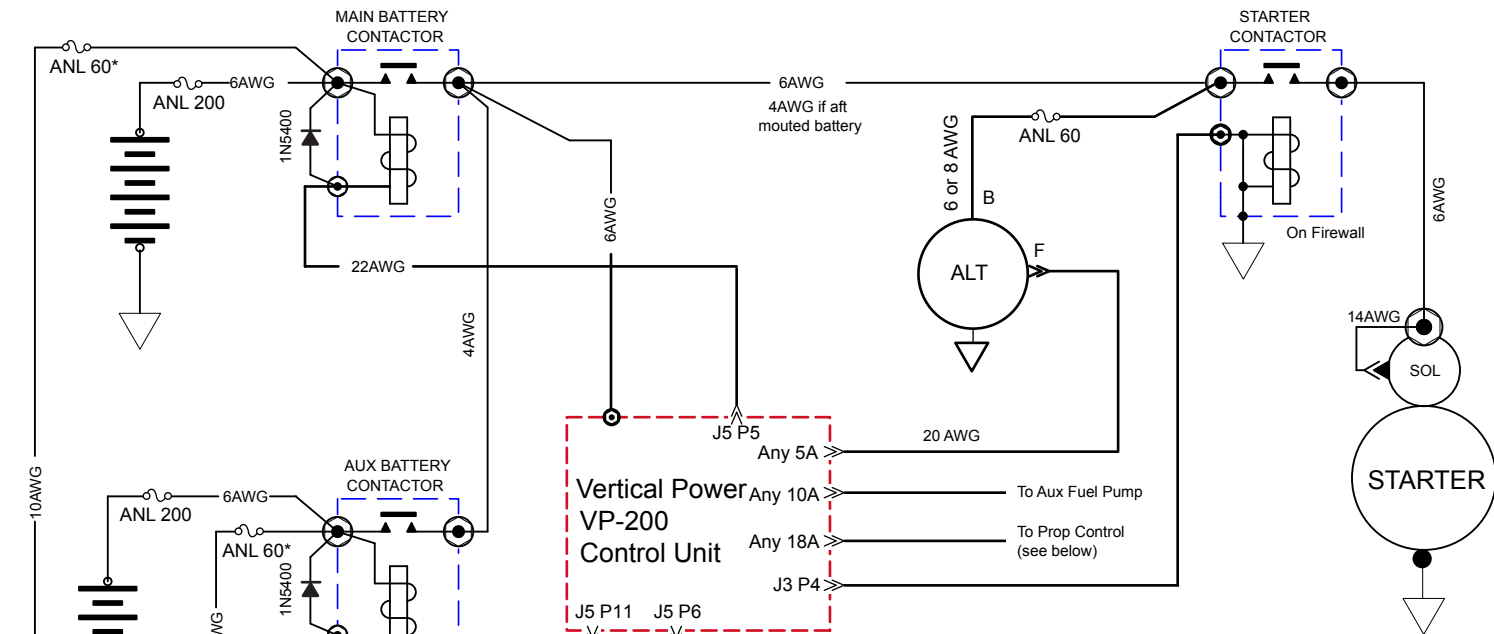 MAIN BATTERY
CONTACTOR
STARTER
CONTACTOR
ANL 60*
ANL 200
6AWG
6AWG
4AWG if aft
mouted battery
ANL 60
1N5400
6 or 8 AWG
B
F
ALT
6AWG
On Firewall
6AWG
22AWG
4AWG
14AWG
SOL
STARTER
J5 P5
Any 5A
20 AWG
Vertical Power
VP-200
Control Unit
Any 10A
To Aux Fuel Pump
Any 18A
To Prop Control
(see below)
J3 P4
J5 P11
J5 P6
10AWG
AUX BATTERY
CONTACTOR
6AWG
ANL 200
ANL 60*
1N5400